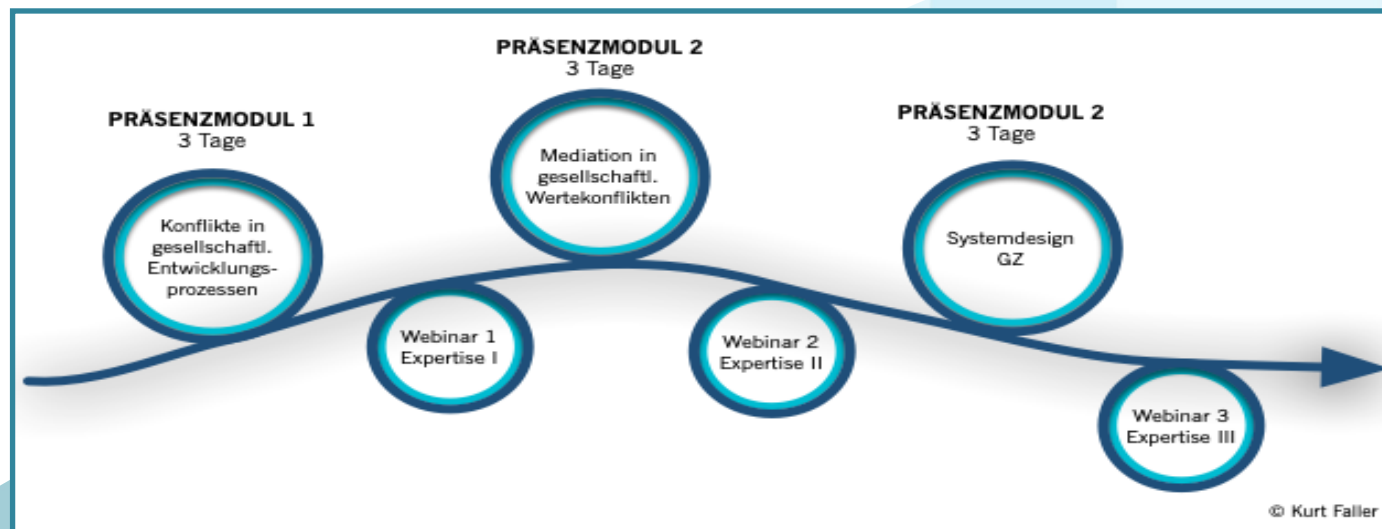 PRÄSENZMODUL 1
3 Tage
Konflikte in
gesellschaftl.
Entwicklungs-
prozessen
Webinar 1
Expertise I
PRÄSENZMODUL 2
3 Tage
Mediation in
gesellschaftl.
Wertekonflikten
Webinar 2
Expertise II
PRÄSENZMODUL 2
3 Tage
Systemdesign
GZ
Webinar 3
Expertise III
© Kurt Faller